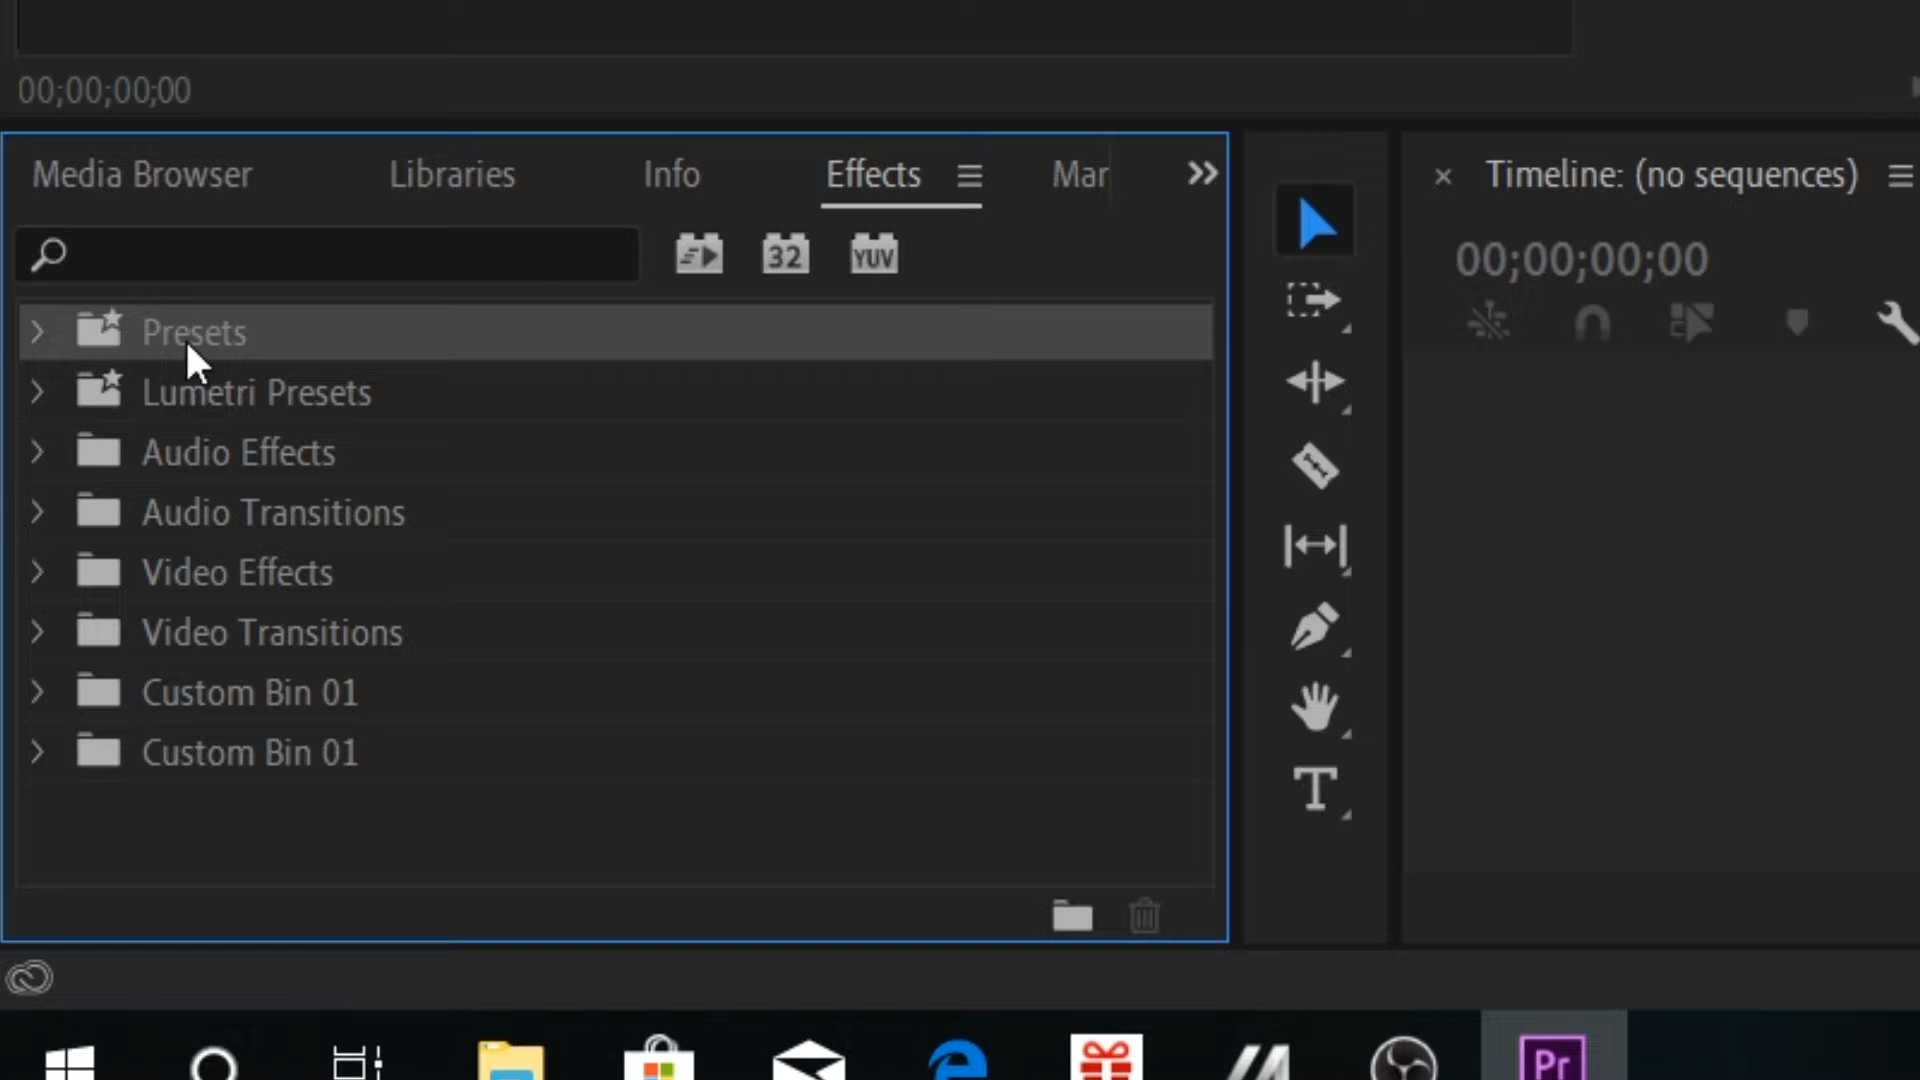 00;00;00;00
Media Browser Libraries Info Effects Mar
Timeline: (no sequences)
32 YUV
00;00;00;00
Presets
Lumetri Presets
Audio Effects
Audio Transitions
Video Effects
Video Transitions
Custom Bin 01
Custom Bin 01
T
Pr